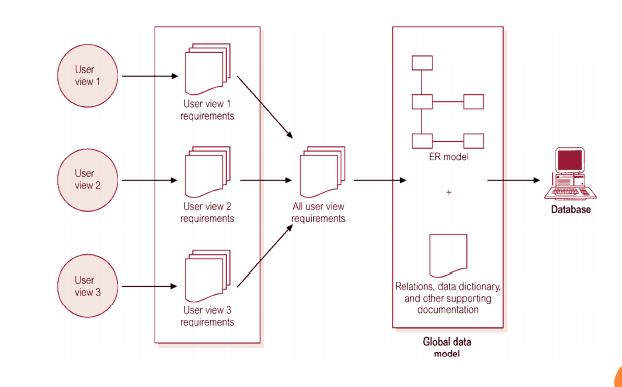 User
view 1
User view 1
requirements
User
view 2
User view 2
requirements
All user view
requirements
User
view 3
User view 3
requirements
ER model
+
Relations, data dictionary,
and other supporting
documentation
Global data
model
Database